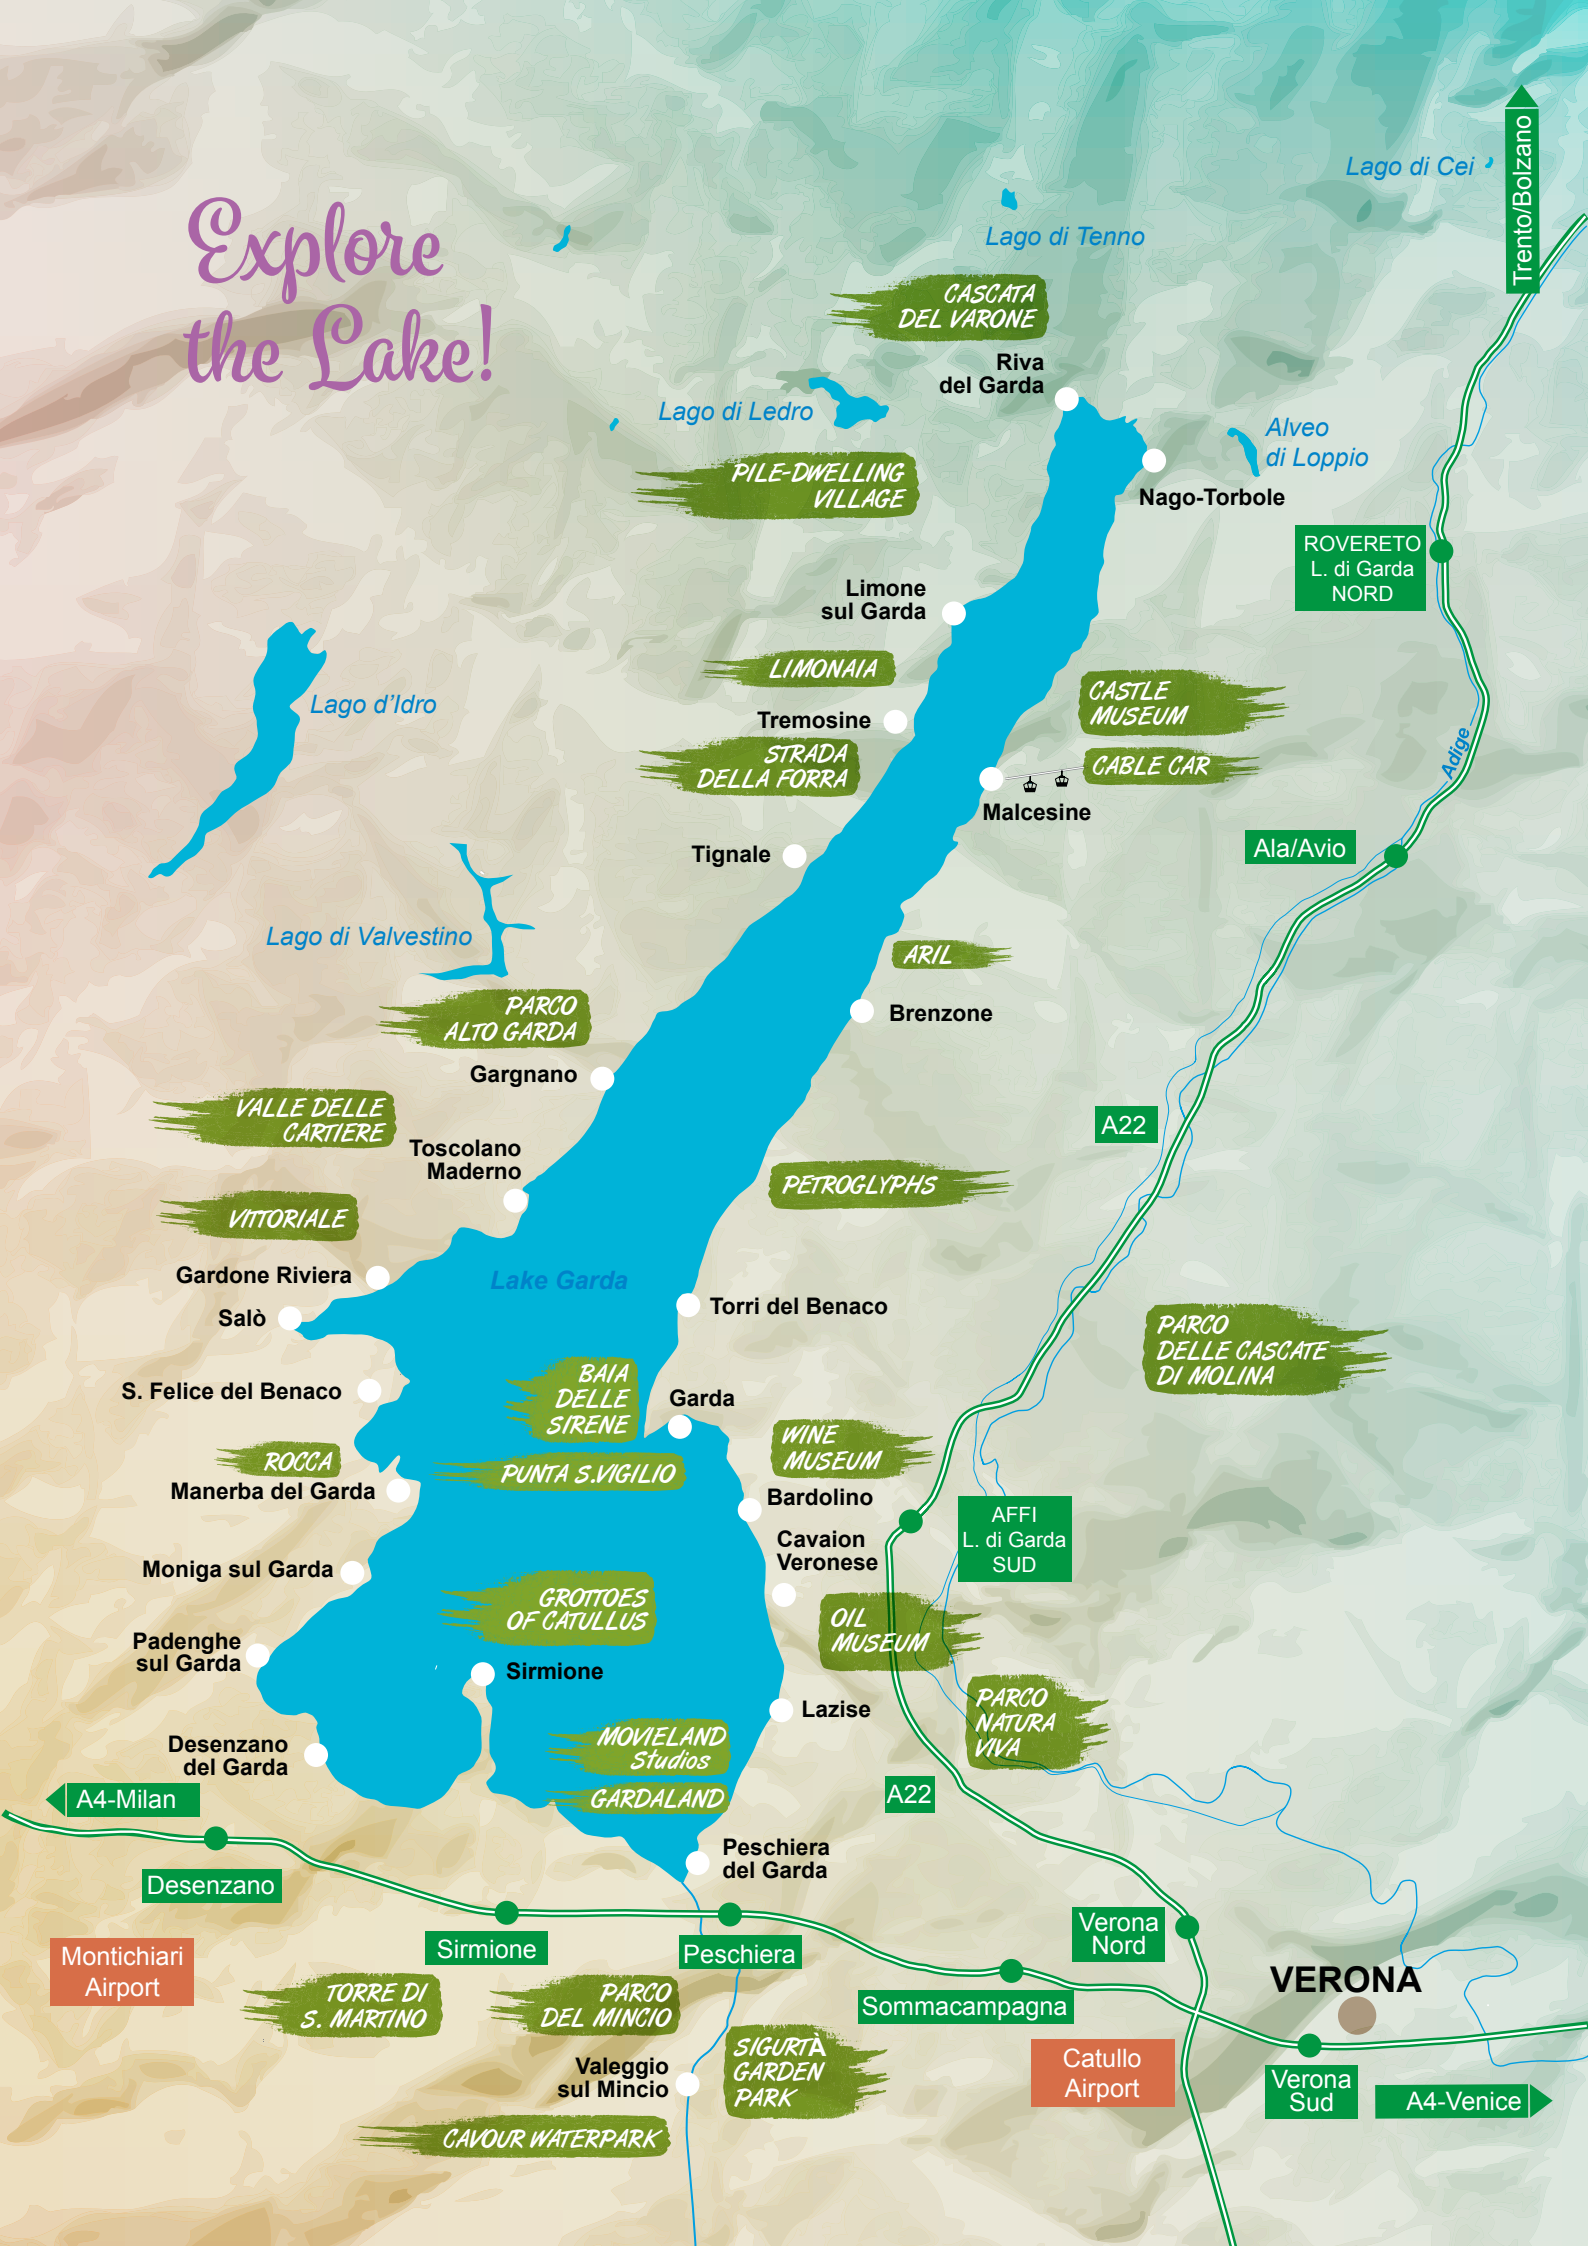 Explore
the Lake!
Trento/Bolzano
Lago di Cei
Lago di Tenno
CASCATA
DEL VARONE
Riva
del Garda
Lago di Ledro
Alveo
di Loppio
PILE-DWELLING
VILLAGE
Nago-Torbole
ROVERETO
L. di Garda
NORD
Limone
sul Garda
LIMONAIA
Lago d'Idro
CASTLE
MUSEUM
Tremosine
STRADA
DELLA FORRA
CABLE CAR
Adige
Malcesine
Tignale
Ala/Avio
Lago di Valvestino
ARIL
PARCO
ALTO GARDA
Brenzone
Gargnano
VALLE DELLE
CARTIERE
A22
Toscolano
Maderno
PETROGLYPHS
VITTORIALE
Gardone Riviera
Lake Garda
Salò
Torri del Benaco
PARCO
DELLE CASCATE
DI MOLINA
S. Felice del Benaco
BAIA
DELLE
SIRENE
Garda
WINE
MUSEUM
ROCCA
PUNTA S.VIGILIO
Manerba del Garda
Bardolino
AFFI
L. di Garda
SUD
Cavaion
Veronese
Moniga sul Garda
GROTTOES
OF CATULLUS
OIL
MUSEUM
Padenghe
sul Garda
Sirmione
PARCO
NATURA
VIVA
Lazise
Desenzano
del Garda
MOVIELAND
Studios
GARDALAND
A4-Milan
A22
Peschiera
del Garda
Desenzano
Verona
Nord
Montichiari
Airport
Sirmione
Peschiera
VERONA
TORRE DI
S. MARTINO
PARCO
DEL MINCIO
Sommacampagna
SIGURTÀ
GARDEN
PARK
Catullo
Airport
Valeggio
sul Mincio
Verona
Sud
A4-Venice
CAVOUR WATERPARK